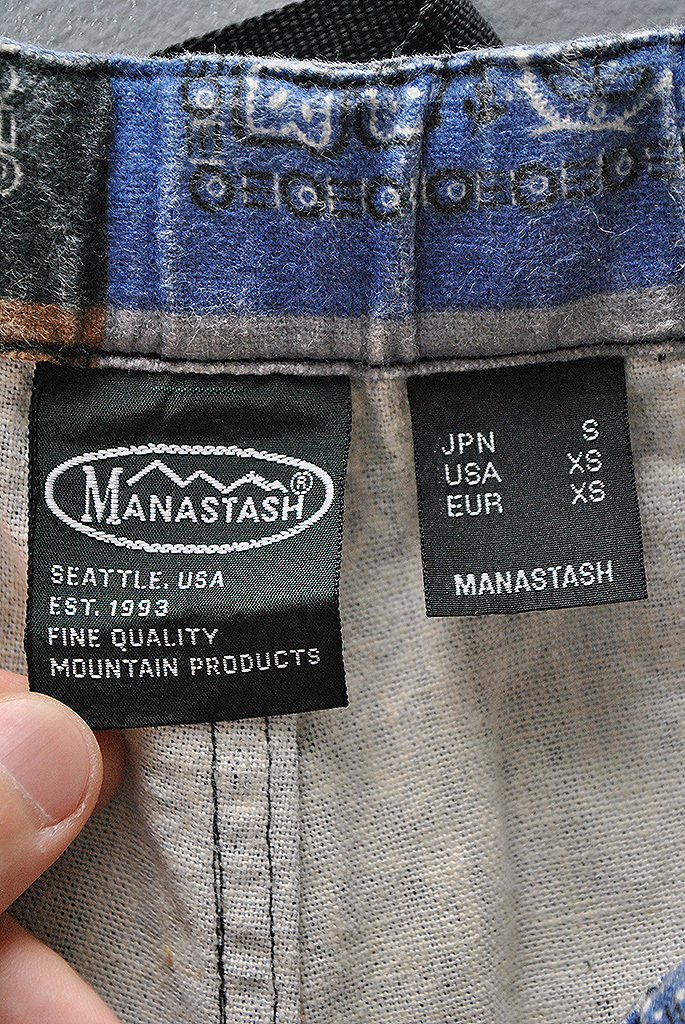 MANASTASH®
SEATTLE, USA
EST. 1993
FINE QUALITY
MOUNTAIN PRODUCTS
JPN S
USA XS
EUR XS
MANASTASH